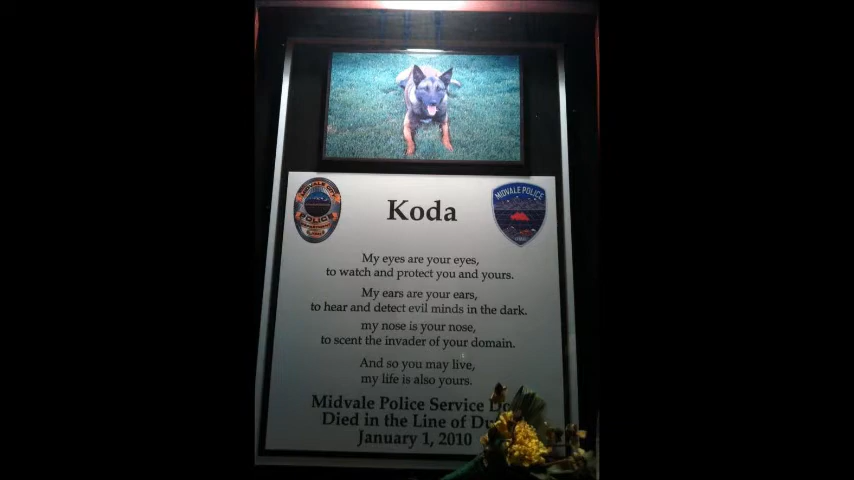 MIDVALE POLICE
POLICE
Koda
My eyes are your eyes,
to watch and protect you and yours.
My ears are your ears,
to hear and detect evil minds in the dark.
my nose is your nose,
to scent the invader of your domain.
And so you may live,
my life is also yours.
Midvale Police Service
Died in the Line of
January 1, 2010